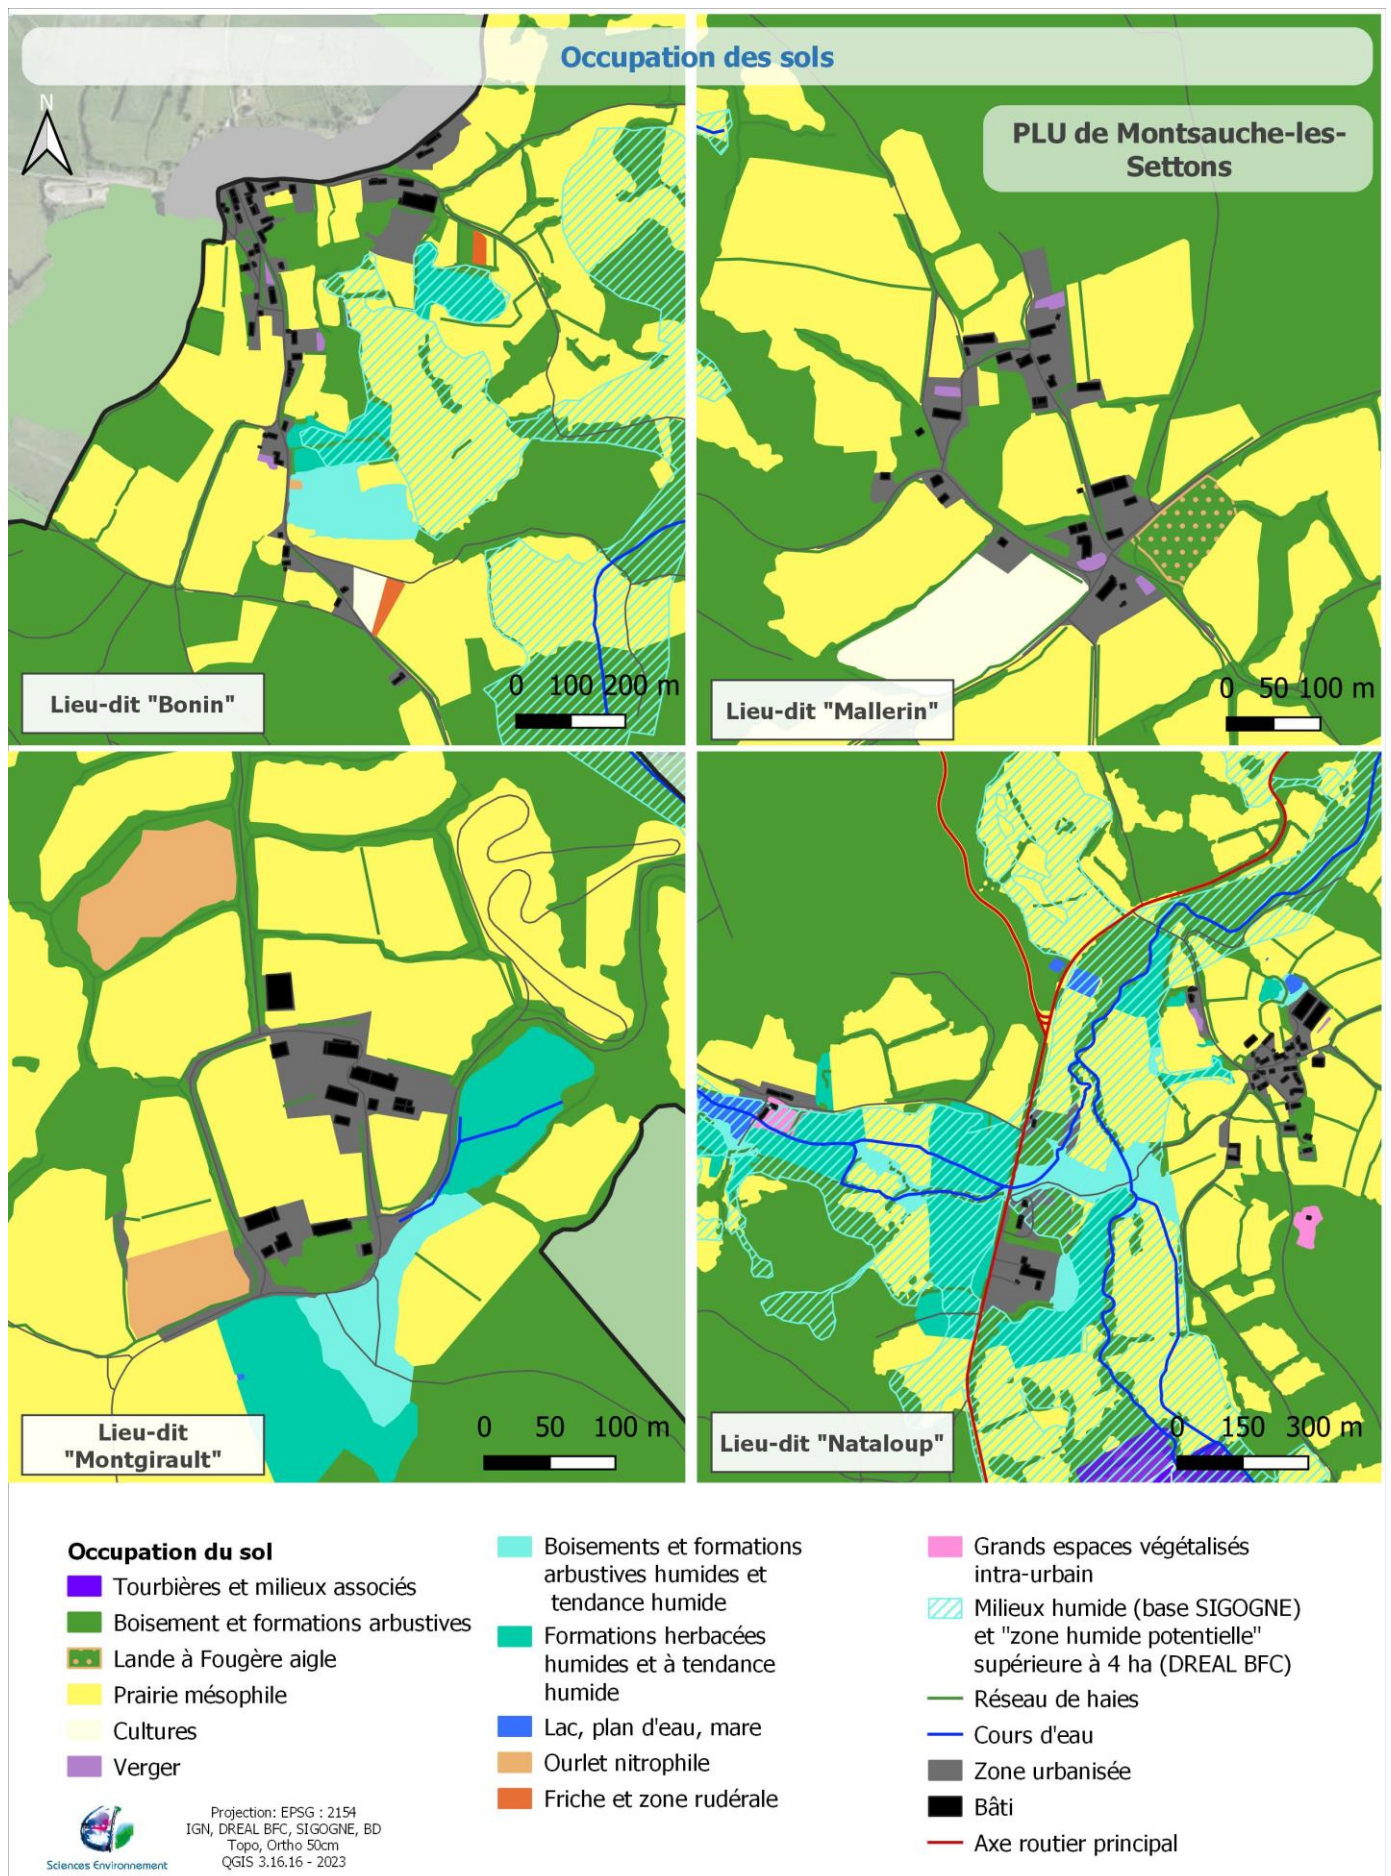 Occupation des sols
PLU de Montsauche-les-
Settons
N
Lieu-dit "Bonin"
0 100 200 m
Lieu-dit "Mallerin"
0 50 100 m
Lieu-dit
"Montgirault"
0 50 100 m
Lieu-dit "Nataloup"
0 150 300 m
Occupation du sol
Tourbières et milieux associés
Boisement et formations arbustives
Lande à Fougère aigle
Prairie mésophile
Cultures
Verger
Boisements et formations
arbustives humides et
tendance humide
Formations herbacées
humides et à tendance
humide
Lac, plan d'eau, mare
Ourlet nitrophile
Friche et zone rudérale
Grands espaces végétalisés
intra-urbain
Milieux humide (base SIGOGNE)
et "zone humide potentielle"
supérieure à 4 ha (DREAL BFC)
Réseau de haies
Cours d'eau
Zone urbanisée
Bâti
Axe routier principal
Sciences Environnement
Projection: EPSG : 2154
IGN, DREAL BFC, SIGOGNE, BD
Topo, Ortho 50cm
QGIS 3.16.16 - 2023